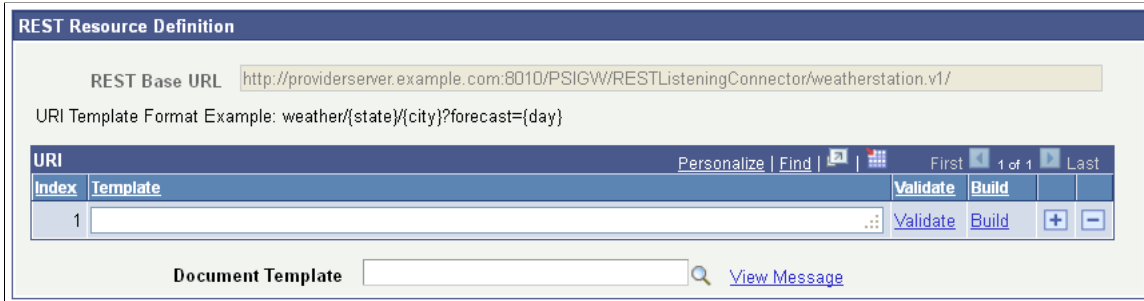 REST Resource Definition
REST Base URL http://providerserver.example.com:8010/PSIGW/RESTListeningConnector/weatherstation.v1/
URI Template Format Example: weather/{state}/{city}?forecast={day}
URI Personalize | Find | | First 1 of 1 Last
Index Template Validate Build
1 Validate Build
Document Template View Message